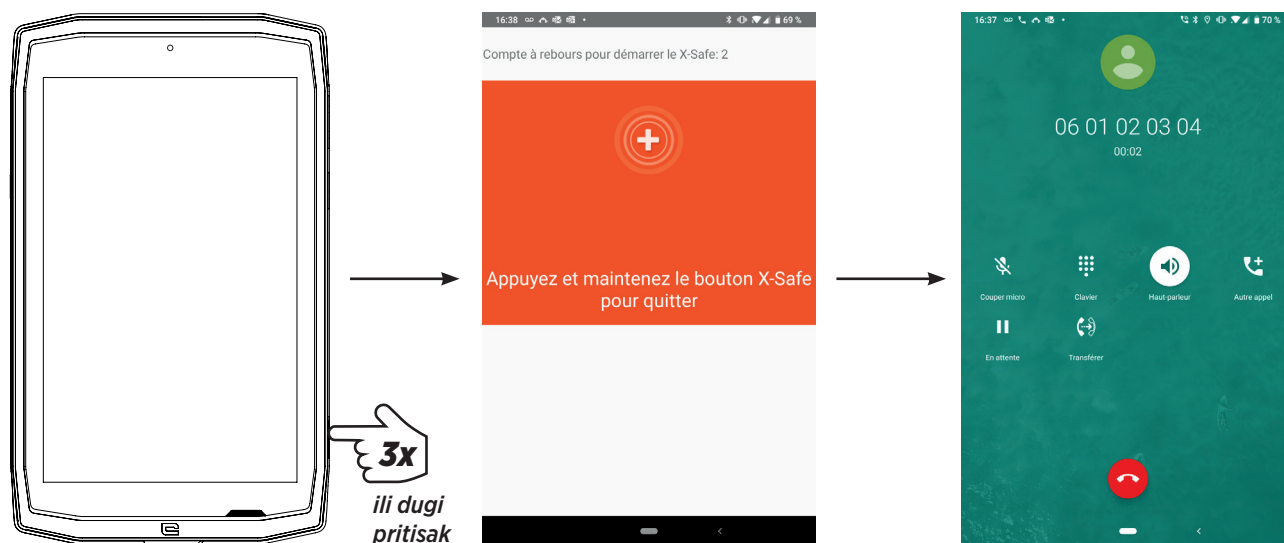 3x
ili dugi
pritisak
16:38
69 %
Compte à rebours pour démarrer le X-Safe: 2
Appuyez et maintenez le bouton X-Safe
pour quitter
16:37
70 %
06 01 02 03 04
00:02
Couper micro
Clavier
Haut-parleur
Autre appel
En attente
Transférer